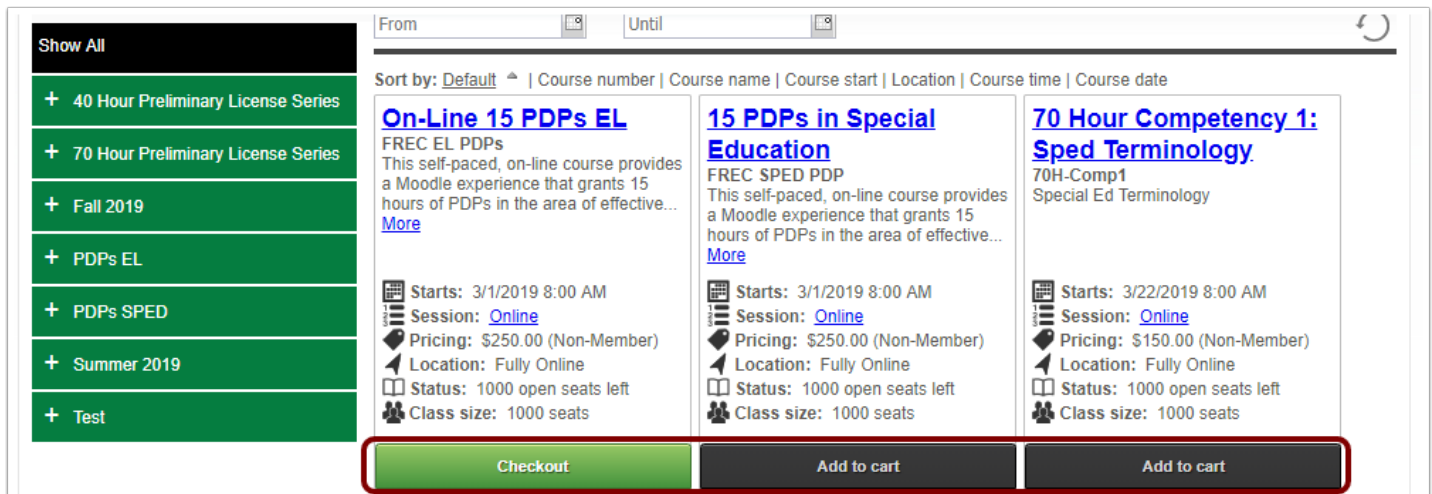 From
Until
Show All
+ 40 Hour Preliminary License Series
+ 70 Hour Preliminary License Series
+ Fall 2019
+ PDPs EL
+ PDPs SPED
+ Summer 2019
+ Test
Sort by: Default | Course number | Course name | Course start | Location | Course time | Course date
On-Line 15 PDPs EL
FREC EL PDPs
This self-paced, on-line course provides
a Moodle experience that grants 15
hours of PDPs in the area of effective...
More
Starts: 3/1/2019 8:00 AM
Session: Online
Pricing: $250.00 (Non-Member)
Location: Fully Online
Status: 1000 open seats left
Class size: 1000 seats
Checkout
15 PDPs in Special
Education
FREC SPED PDP
This self-paced, on-line course provides
a Moodle experience that grants 15
hours of PDPs in the area of effective...
More
Starts: 3/1/2019 8:00 AM
Session: Online
Pricing: $250.00 (Non-Member)
Location: Fully Online
Status: 1000 open seats left
Class size: 1000 seats
Add to cart
70 Hour Competency 1:
Sped Terminology
70H-Comp1
Special Ed Terminology
Starts: 3/22/2019 8:00 AM
Session: Online
Pricing: $150.00 (Non-Member)
Location: Fully Online
Status: 1000 open seats left
Class size: 1000 seats
Add to cart